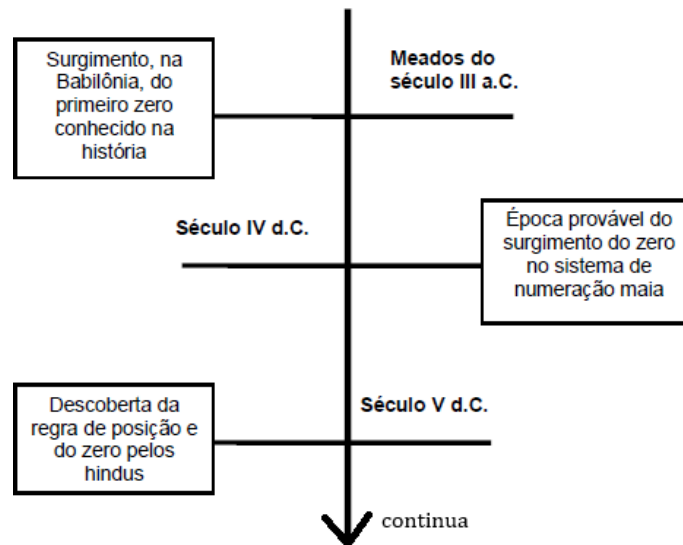 Surgimento, na
Babilônia, do
primeiro zero
conhecido na
história
Meados do
século III a.C.
Século IV d.C.
Época provável do
surgimento do zero
no sistema de
numeração maia
Descoberta da
regra de posição e
do zero pelos
hindus
Século V d.C.
continua